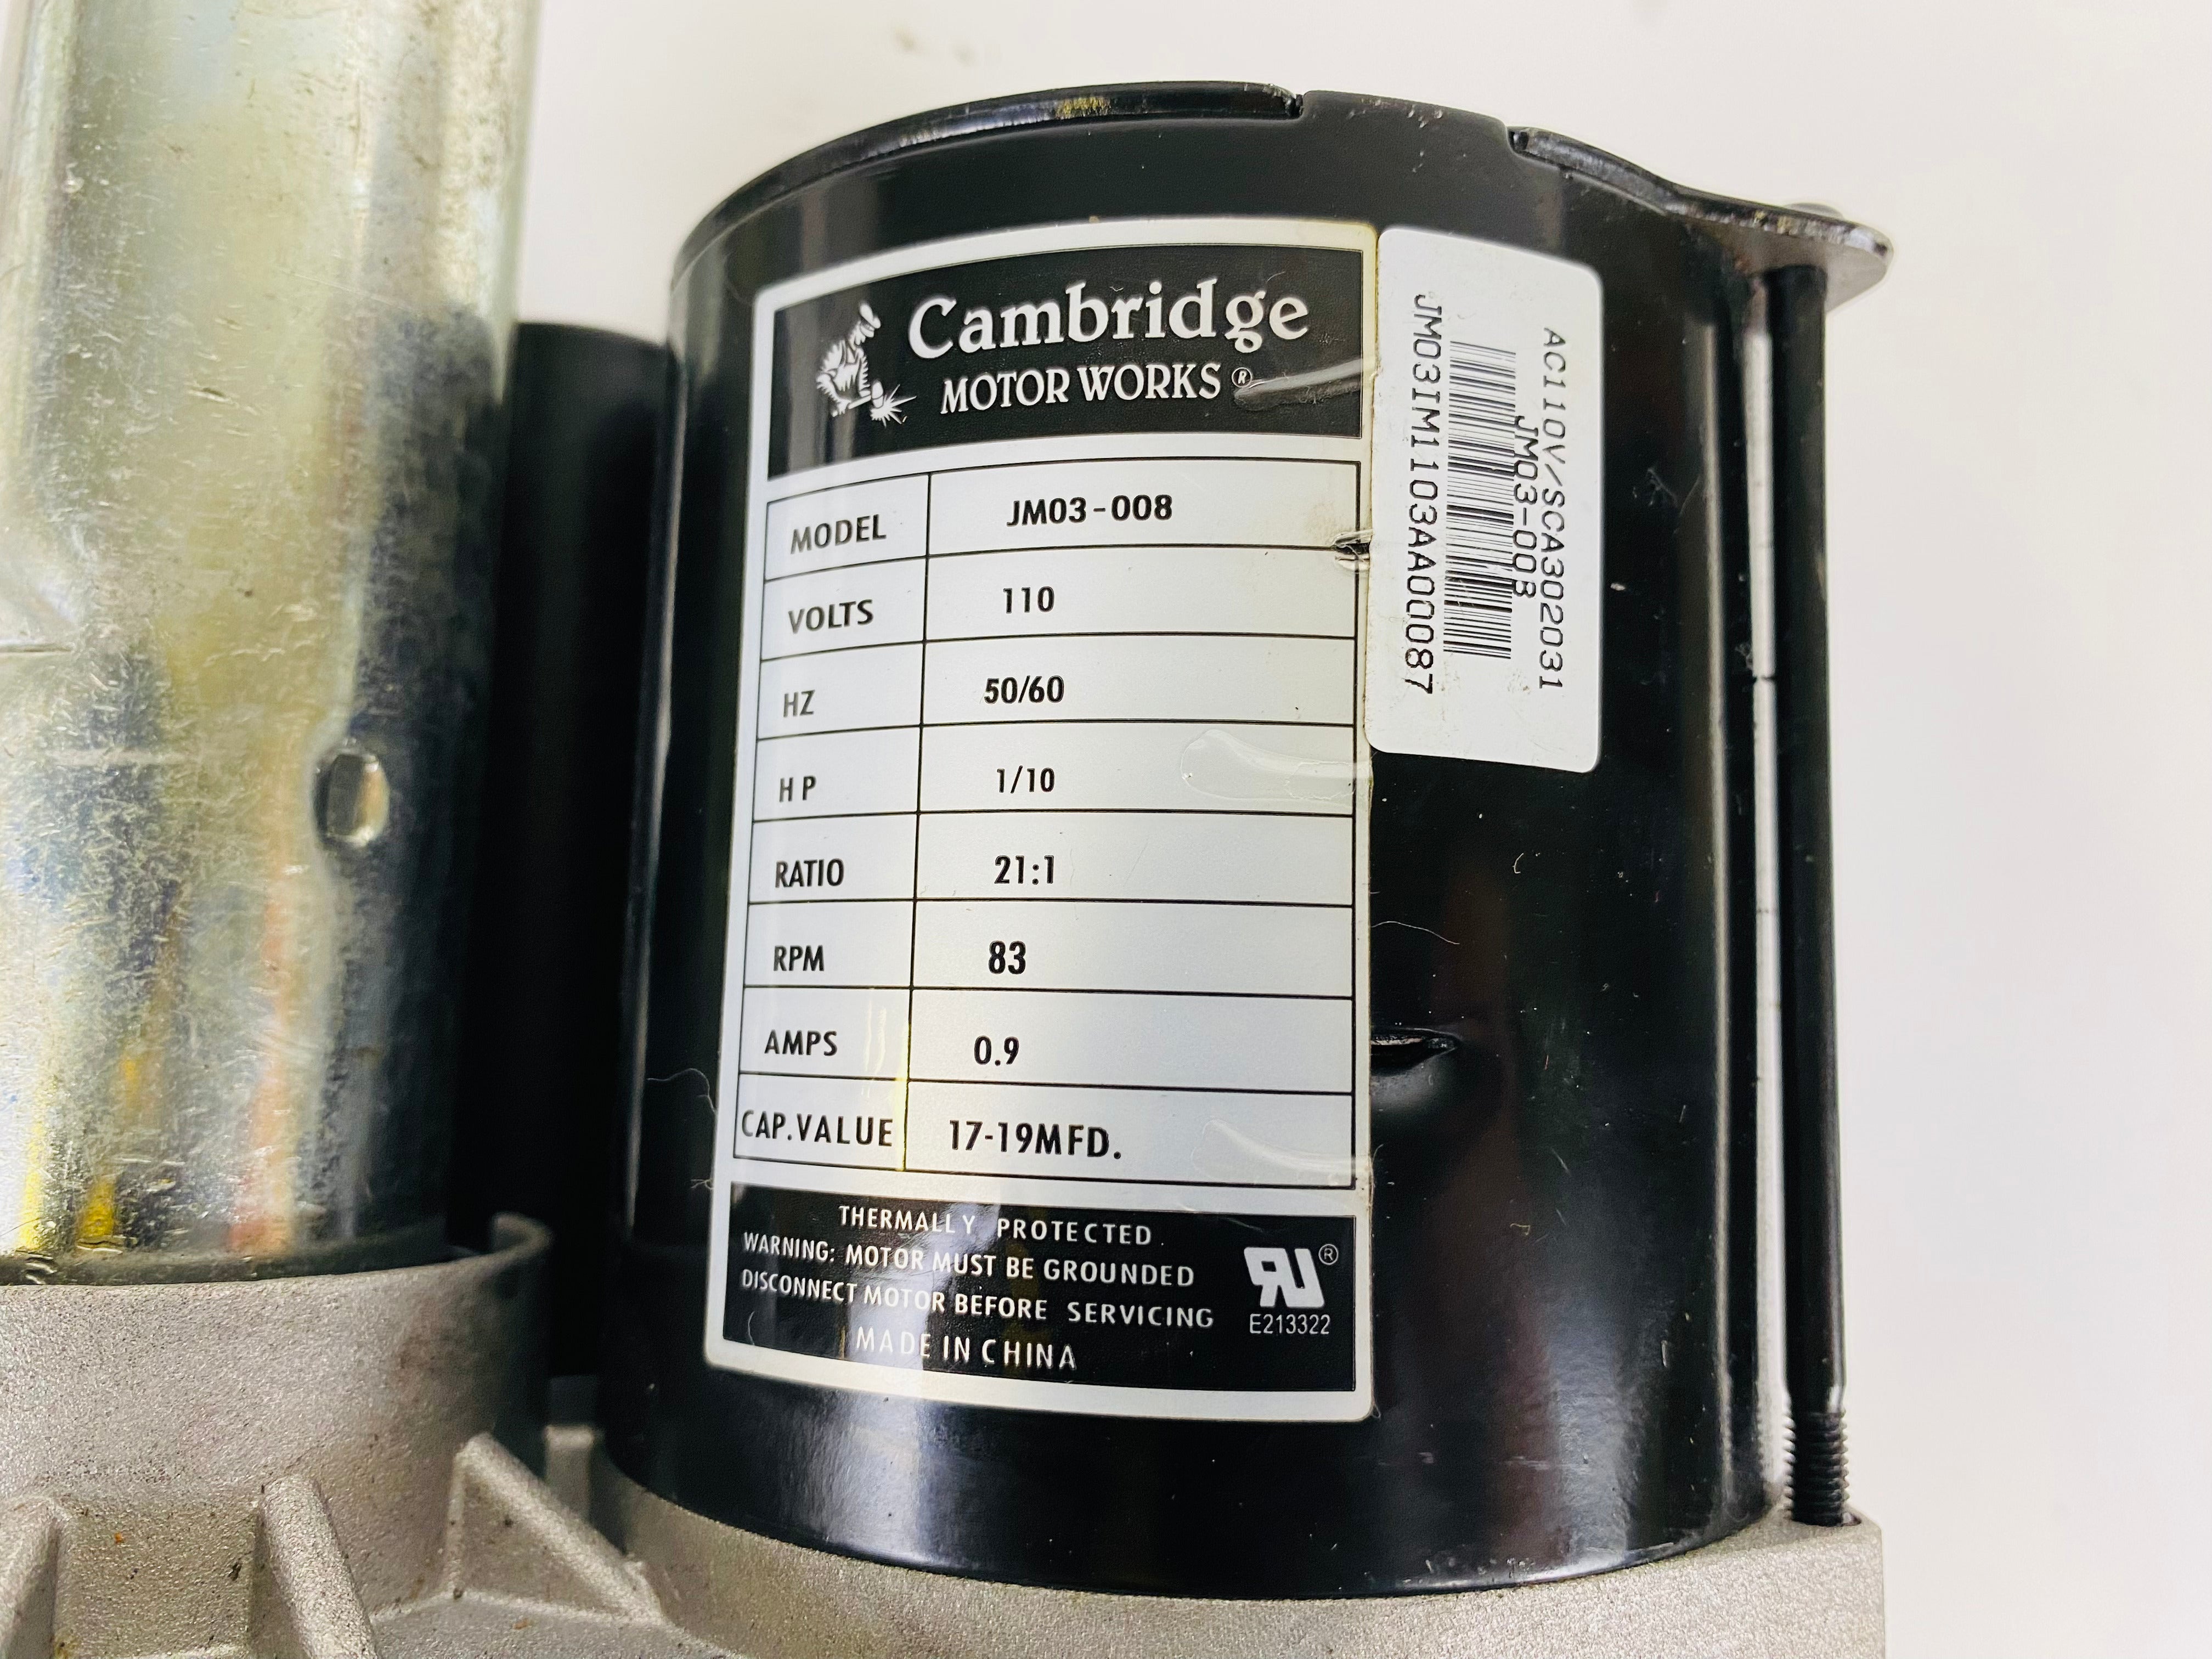 Cambridge
MOTOR WORKS®
MODEL JM03-008
VOLTS 110
HZ 50/60
HP 1/10
RATIO 21:1
RPM 83
AMPS 0.9
CAP.VALUE 17-19MFD.
THERMALLY PROTECTED
WARNING: MOTOR MUST BE GROUNDED
DISCONNECT MOTOR BEFORE SERVICING
MADE IN CHINA
RU®
E213322
AC110V/SCA302031
JM03-008
JM03IM1103AA00087